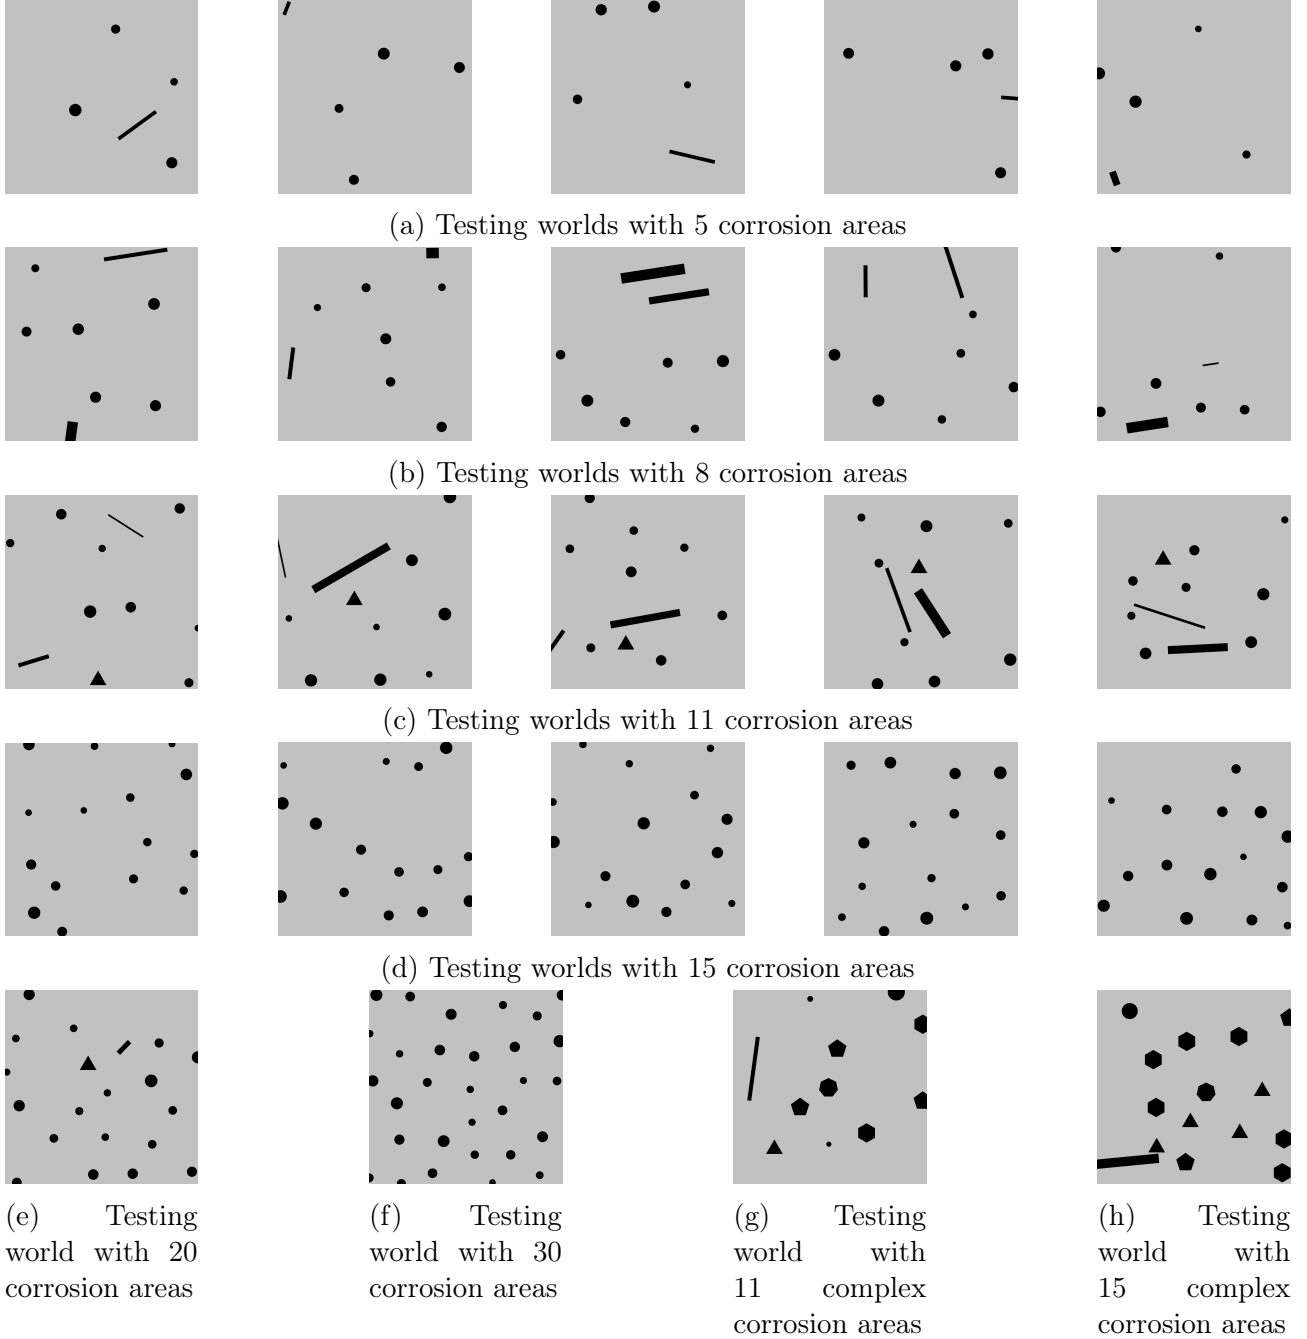 (a) Testing worlds with 5 corrosion areas
(b) Testing worlds with 8 corrosion areas
(c) Testing worlds with 11 corrosion areas
(d) Testing worlds with 15 corrosion areas
(e) Testing
world with 20
corrosion areas
(f) Testing
world with 30
corrosion areas
(g) Testing
world with
11 complex
corrosion areas
(h) Testing
world with
15 complex
corrosion areas